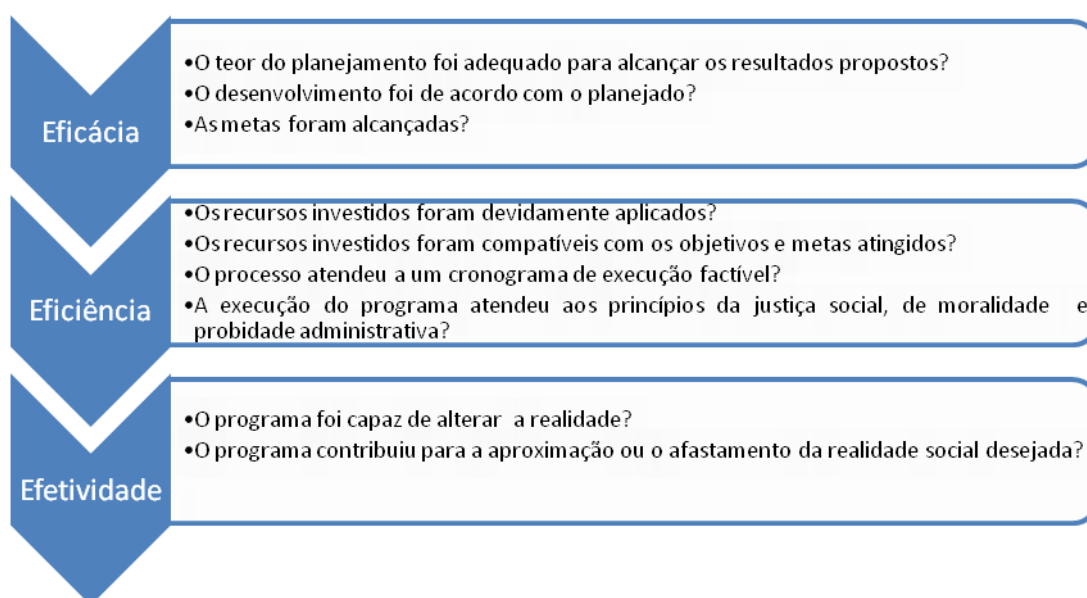 Eficácia
•O teor do planejamento foi adequado para alcançar os resultados propostos?
•O desenvolvimento foi de acordo com o planejado?
•As metas foram alcançadas?
Eficiência
•Os recursos investidos foram devidamente aplicados?
•Os recursos investidos foram compatíveis com os objetivos e metas atingidos?
•O processo atendeu a um cronograma de execução factível?
•A execução do programa atendeu aos princípios da justiça social, de moralidade e
probidade administrativa?
Efetividade
•O programa foi capaz de alterar a realidade?
•O programa contribuiu para a aproximação ou o afastamento da realidade social desejada?